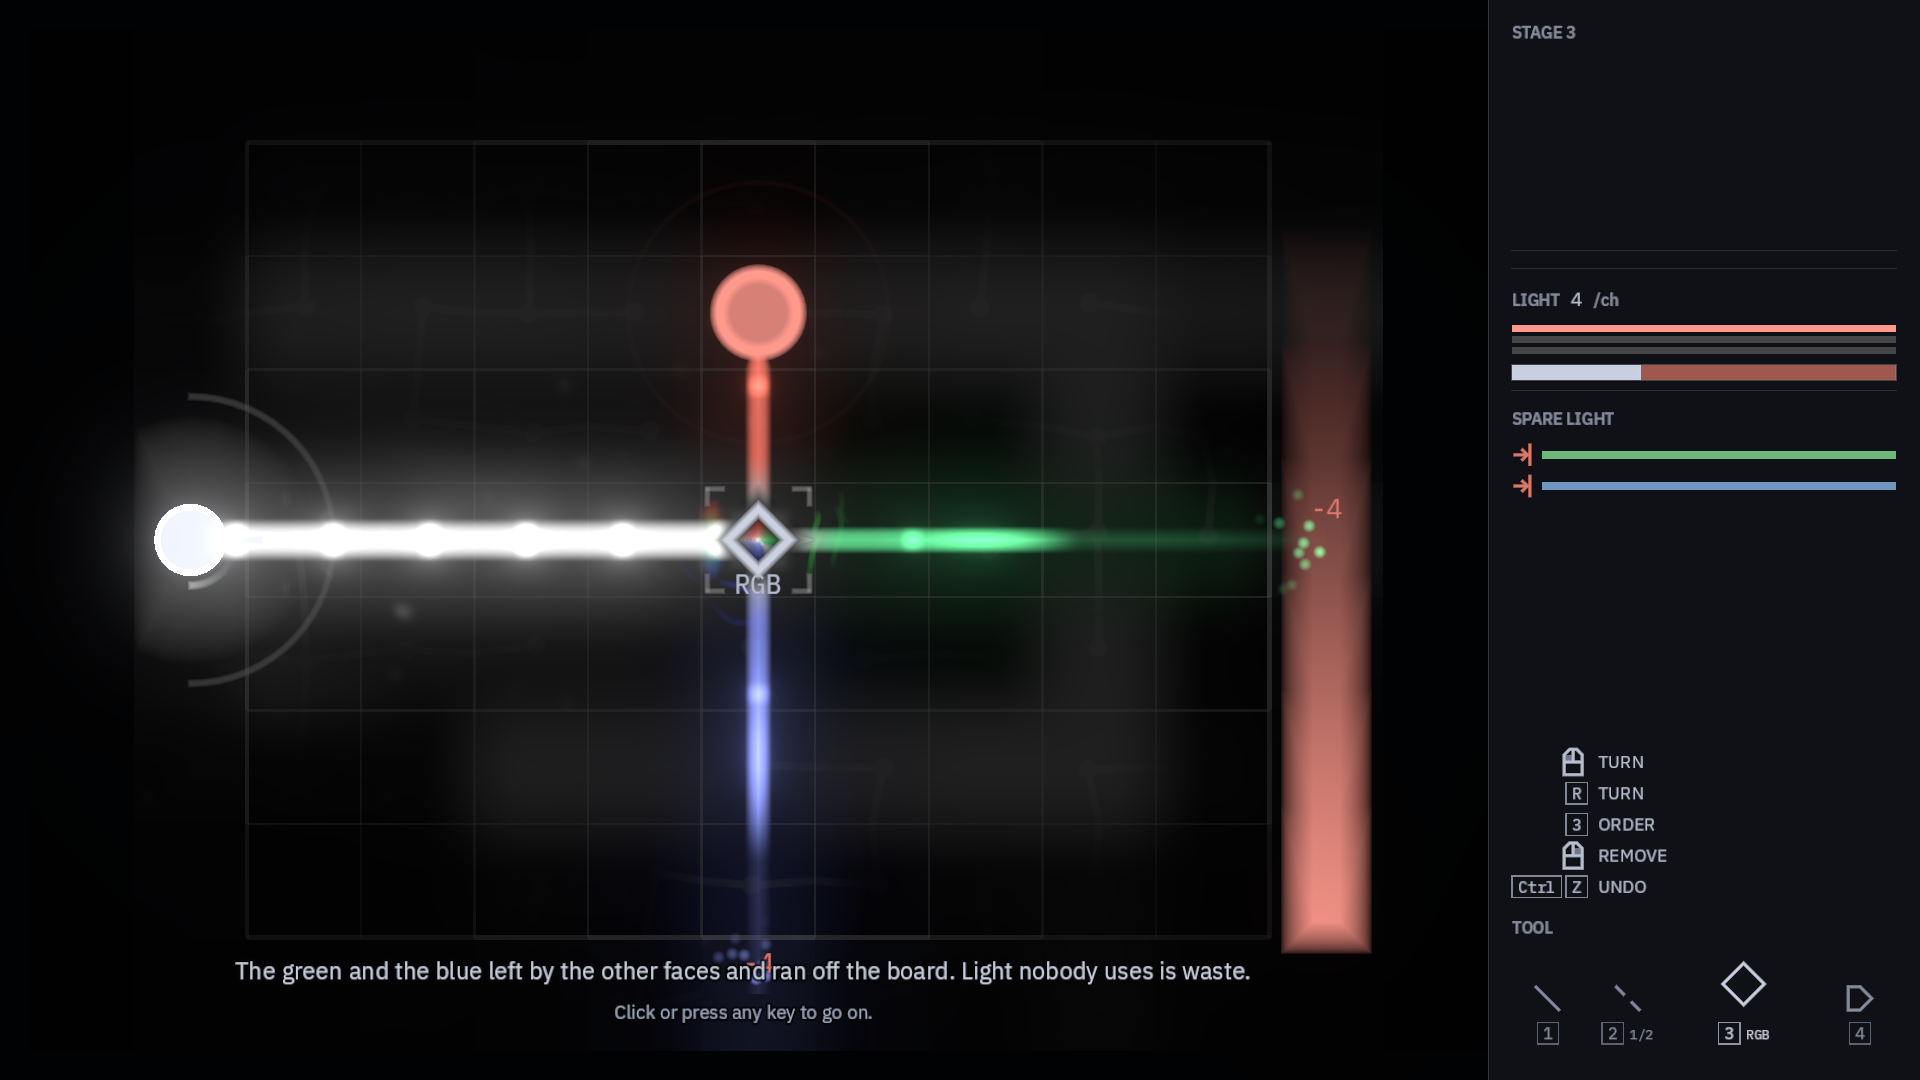 STAGE 3
LIGHT 4 /ch
SPARE LIGHT
-4
RGB
TURN
R TURN
3 ORDER
REMOVE
Ctrl Z UNDO
TOOL
-4
The green and the blue left by the other faces and ran off the board. Light nobody uses is waste.
Click or press any key to go on.
1 2 1/2 3 RGB 4